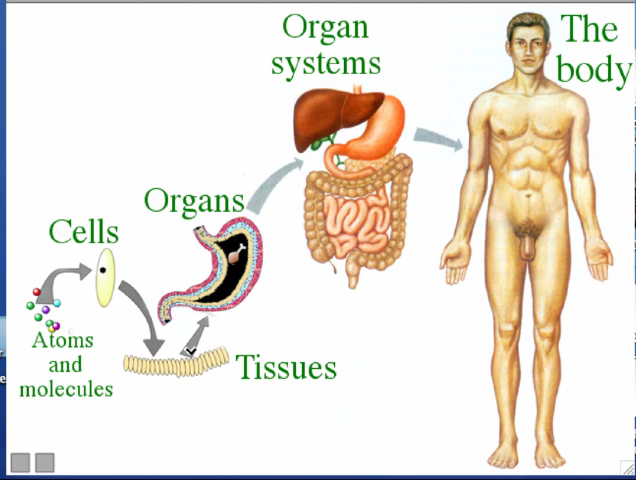 Organ
systems
The
body
Organs
Cells
Atoms
and
molecules
Tissues